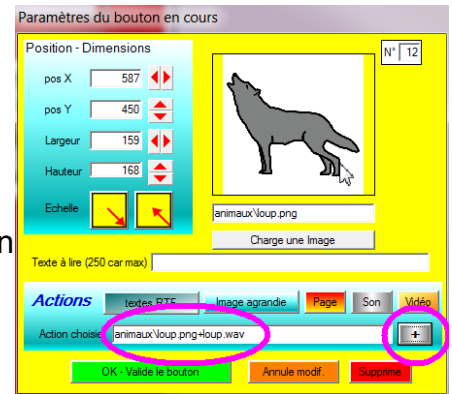 Paramètres du bouton en cours
Position - Dimensions
N° 12
pos X 587
pos Y 450
Largeur 159
Hauteur 168
Echelle
animaux\loup.png
n
Charge une Image
Texte à lire (250 car max)
Actions textes RTF Image agrandie Page Son Vidéo
Action choisie animaux\loup.png+loup.wav +
OK - Valide le bouton Annule modif. Supprime